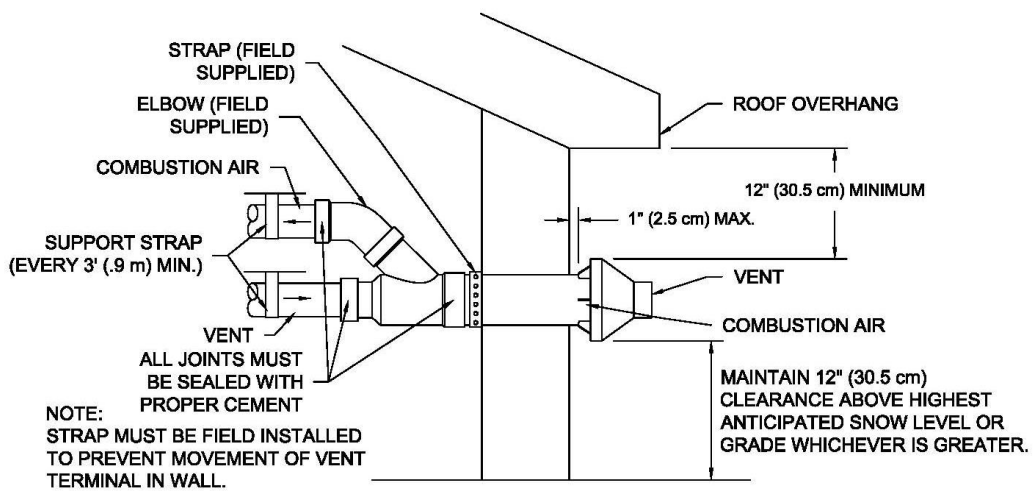 STRAP (FIELD
SUPPLIED)
ELBOW (FIELD
SUPPLIED)
COMBUSTION AIR
SUPPORT STRAP
(EVERY 3' (.9 m) MIN.)
VENT
ALL JOINTS MUST
BE SEALED WITH
PROPER CEMENT
NOTE:
STRAP MUST BE FIELD INSTALLED
TO PREVENT MOVEMENT OF VENT
TERMINAL IN WALL.
ROOF OVERHANG
12" (30.5 cm) MINIMUM
1" (2.5 cm) MAX.
VENT
COMBUSTION AIR
MAINTAIN 12" (30.5 cm)
CLEARANCE ABOVE HIGHEST
ANTICIPATED SNOW LEVEL OR
GRADE WHICHEVER IS GREATER.